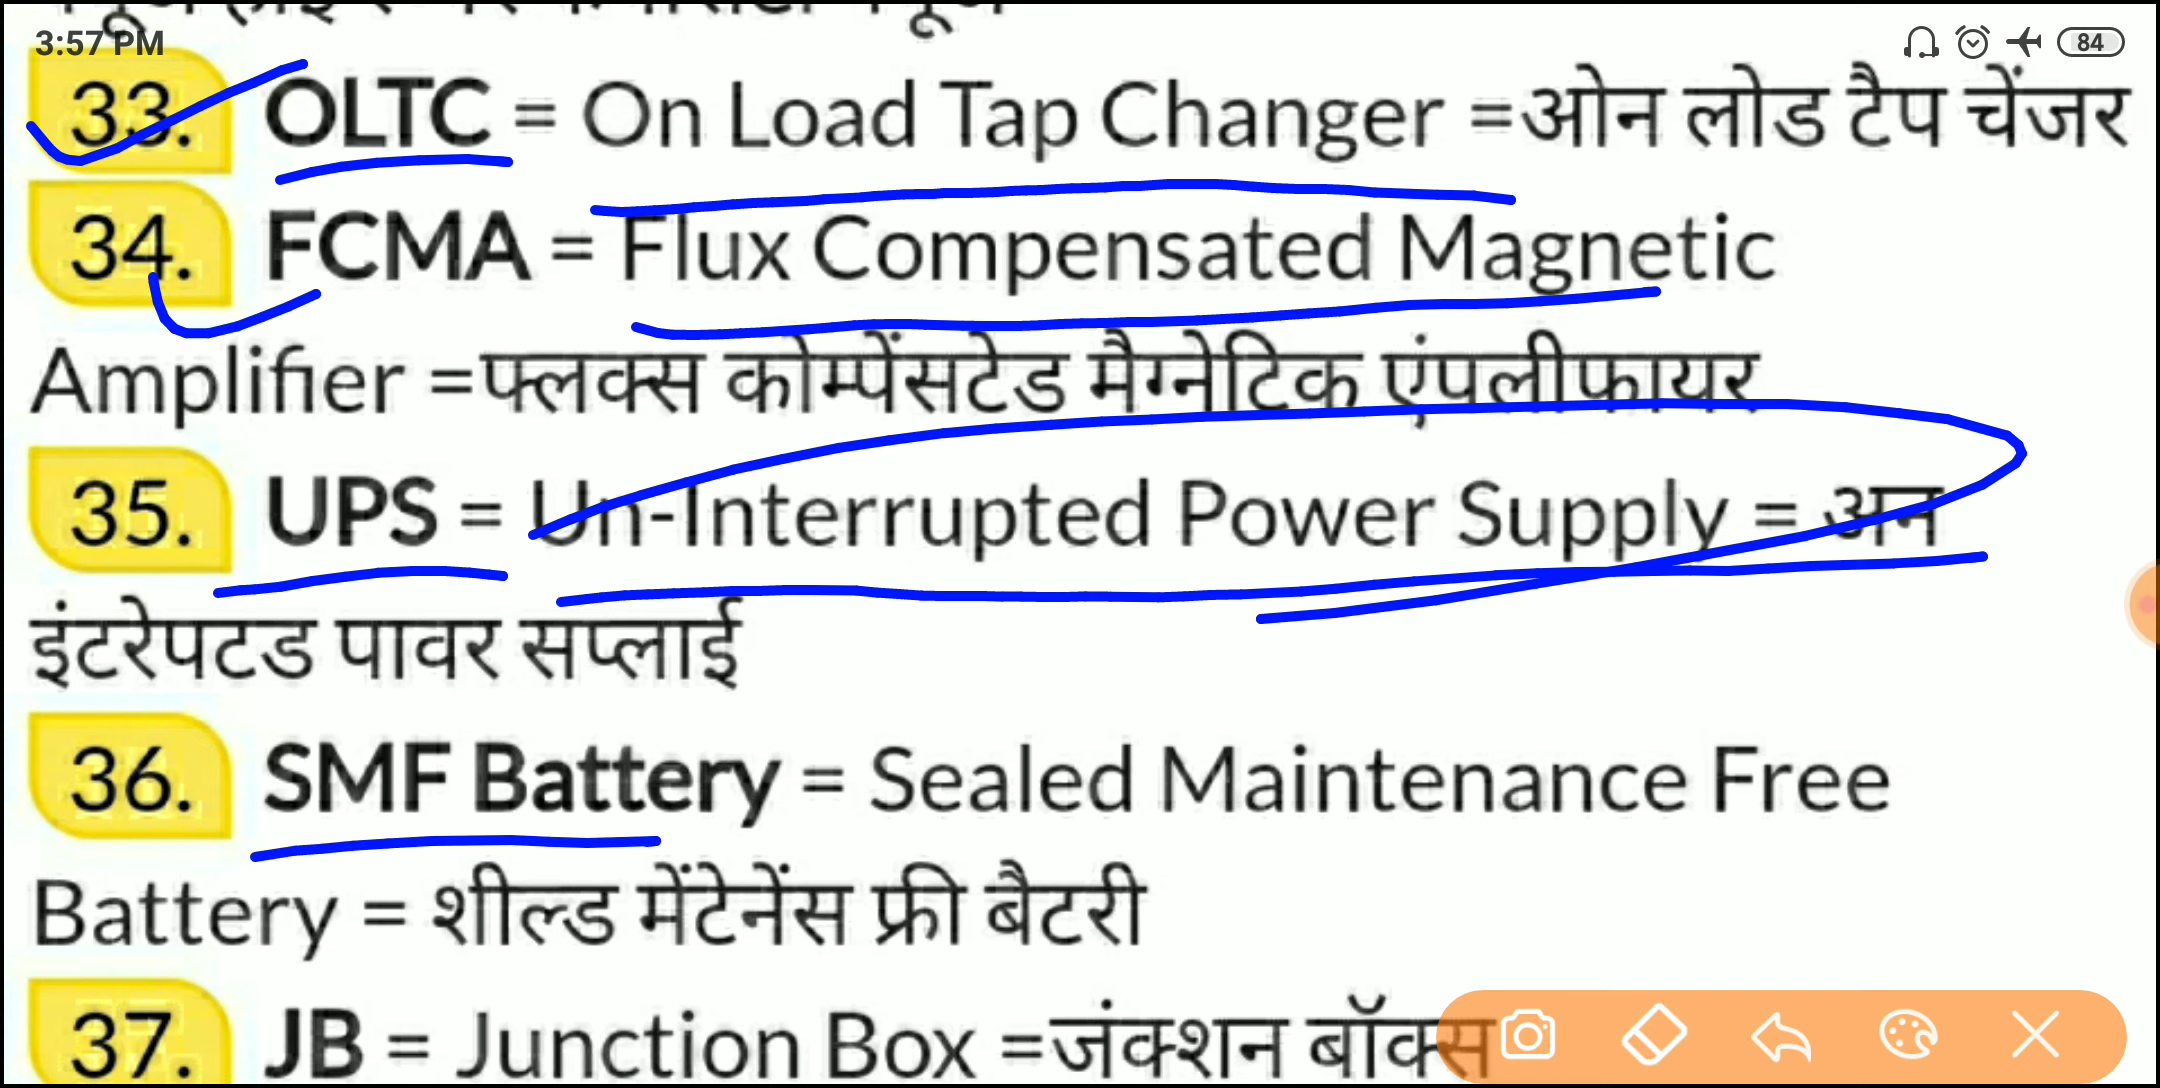 3:57 PM 84
33. OLTC = On Load Tap Changer =ओन लोड टैप चेंजर
34. FCMA = Flux Compensated Magnetic
Amplifier =फ्लक्स कोम्पेंसटेड मैग्नेटिक एंपलीफायर
35. UPS = Un-Interrupted Power Supply = अन
इंटरेपटड पावर सप्लाई
36. SMF Battery = Sealed Maintenance Free
Battery = शील्ड मेंटेनेंस फ्री बैटरी
37. JB = Junction Box =जंक्शन बॉक्स